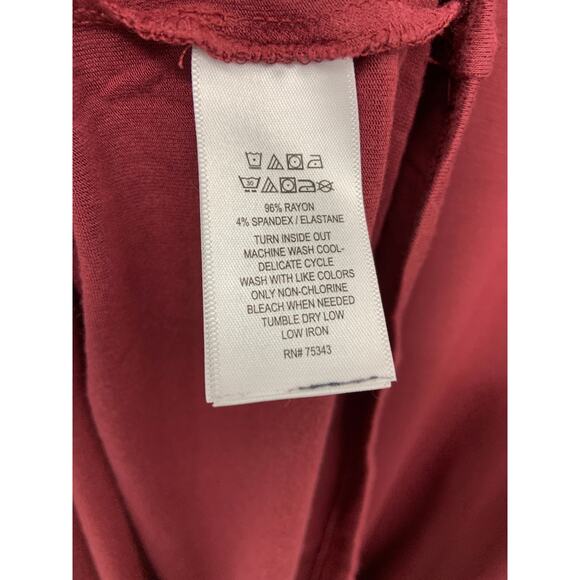 96% RAYON
4% SPANDEX / ELASTANE
TURN INSIDE OUT
MACHINE WASH COOL-
DELICATE CYCLE
WASH WITH LIKE COLORS
ONLY NON-CHLORINE
BLEACH WHEN NEEDED
TUMBLE DRY LOW
LOW IRON
RN# 75343